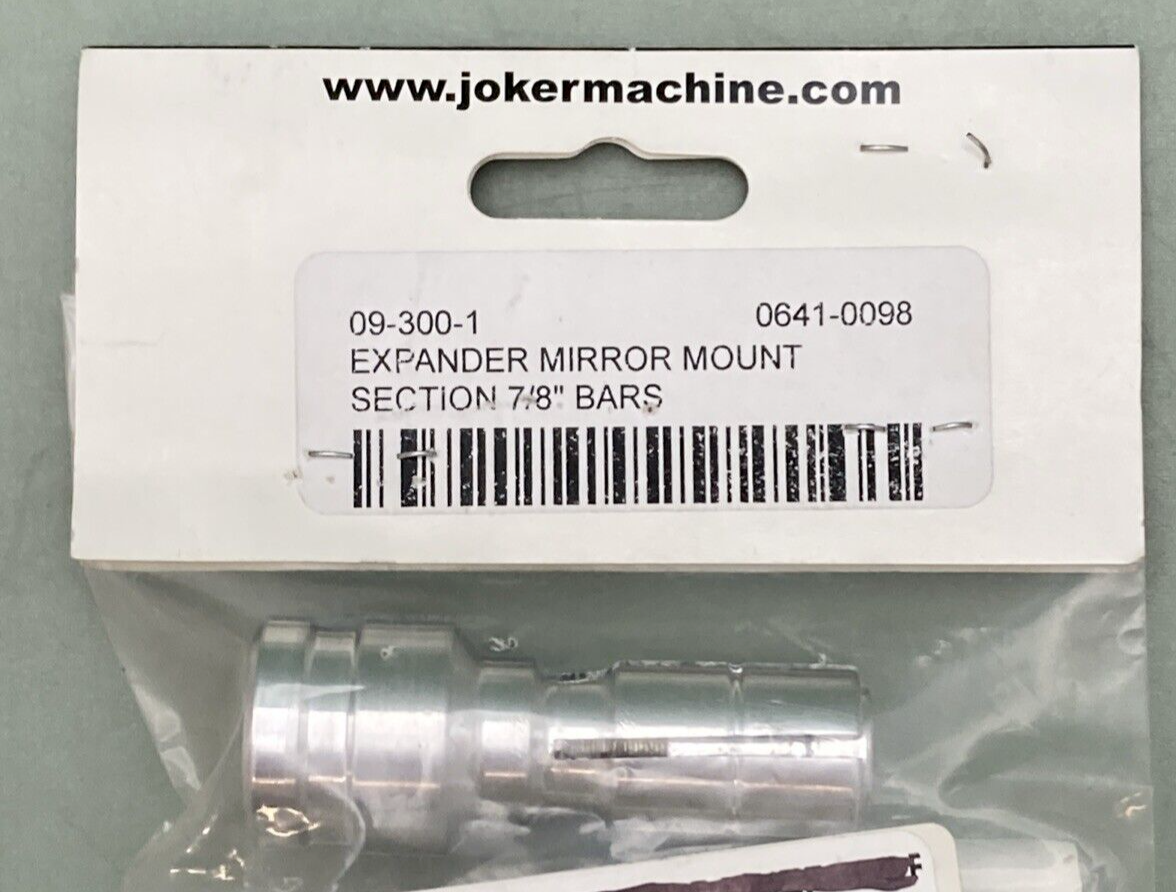 www.jokermachine.com
09-300-1 0641-0098
EXPANDER MIRROR MOUNT
SECTION 7/8" BARS
F